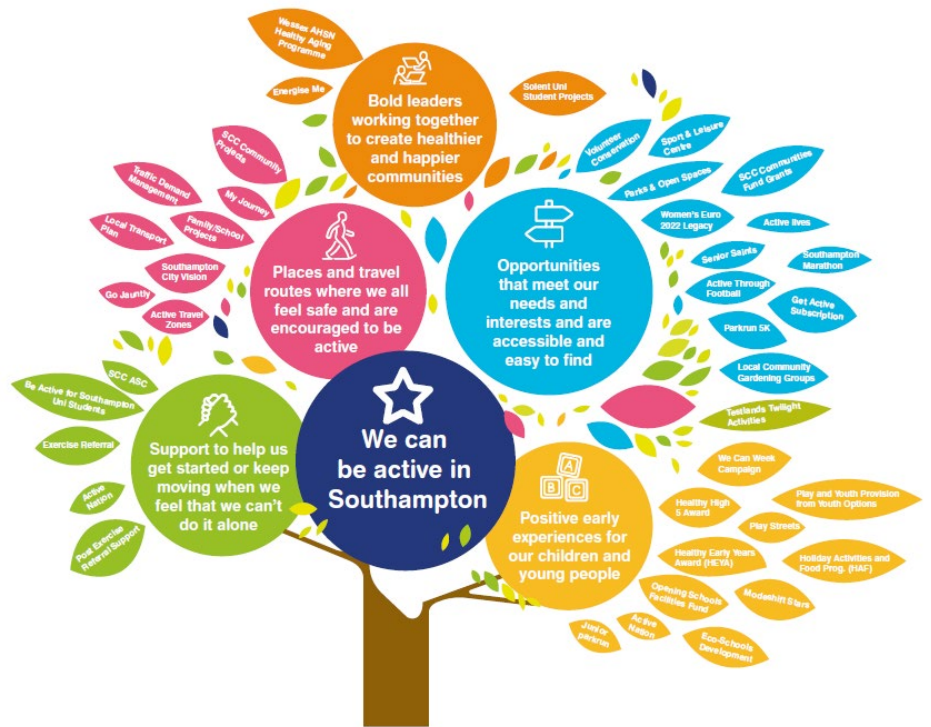 Wessex AHSN
Healthy Aging
Programme
Energise Me
Bold leaders
working together
to create healthier
and happier
communities
Solent Uni
Student Projects
SCC Community
Projects
Traffic Demand
Management
My Journey
Local Transport
Plan
Family/School
Projects
Southampton
City Vision
Go Jauntly
Active Travel
Zones
Places and travel
routes where we all
feel safe and are
encouraged to be
active
Volunteer
Conservation
Sport & Leisure
Centre
Parks & Open Spaces
SCC Communities
Fund Grants
Women's Euro
2022 Legacy
Active lives
Senior Saints
Southampton
Marathon
Active Through
Football
Get Active
Subscription
Parkrun 5K
Local Community
Gardening Groups
Testlands Twilight
Activities
Opportunities
that meet our
needs and
interests and are
accessible and
easy to find
SCC ASC
Be Active for Southampton
Uni Students
Exercise Referral
Active
Nation
Post Exercise
Referral Support
Support to help us
get started or keep
moving when we
feel that we can't
do it alone
We can
be active in
Southampton
A
B C
Positive early
experiences for
our children and
young people
We Can Week
Campaign
Healthy High
5 Award
Play and Youth Provision
from Youth Options
Play Streets
Healthy Early Years
Award (HEYA)
Holiday Activities and
Food Prog. (HAF)
Opening Schools
Facilities Fund
Modeshift Stars
Junior
parkrun
Active
Nation
Eco-Schools
Development